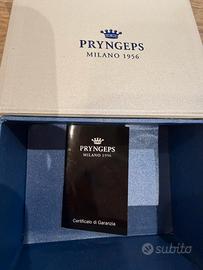 PRYNGEPS
MILANO 1956
PRYNGEPS
MILANO 1956
Certificato di Garanzia
subito